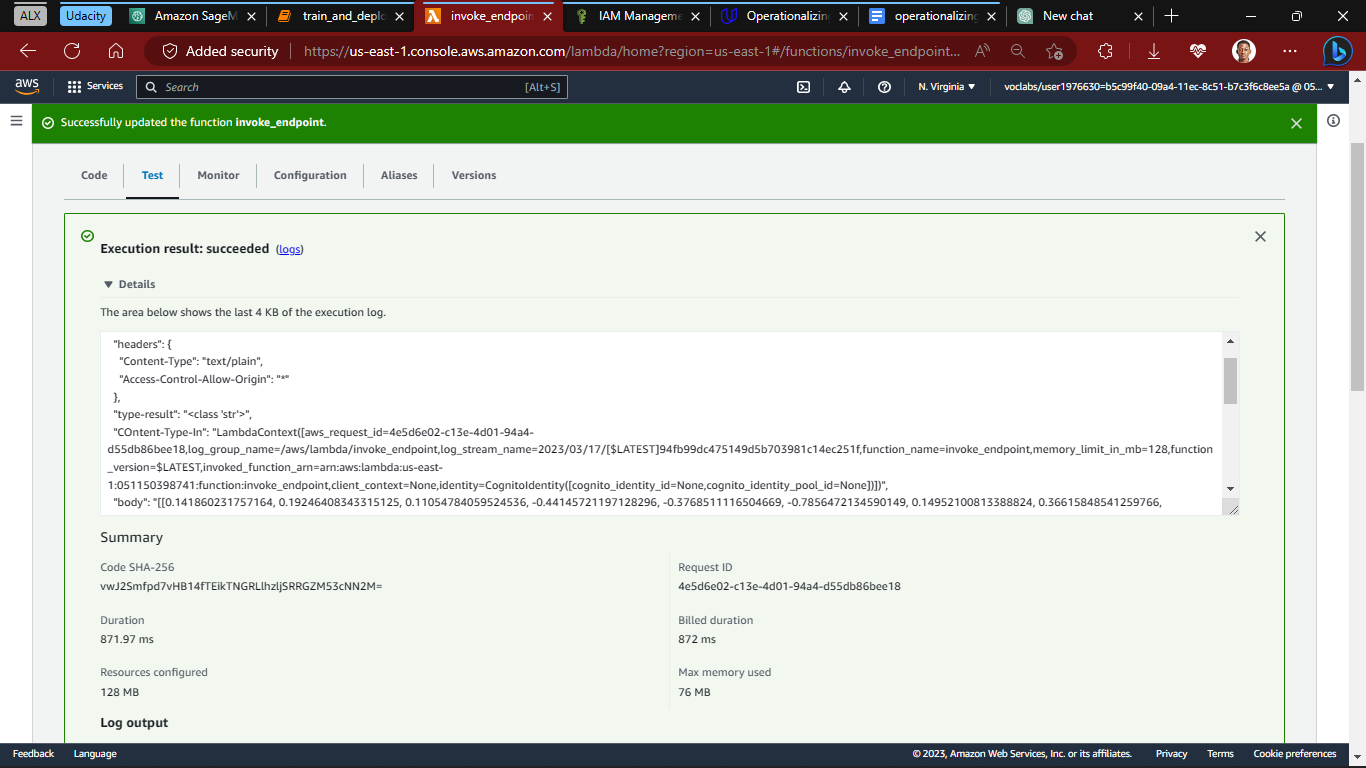 ALX
Udacity
Amazon SageM
train_and_deplo
invoke_endpoin
IAM Manageme
Operationalizin
operationalizing
New chat
Added security
https://us-east-1.console.aws.amazon.com/lambda/home?region=us-east-1#/functions/invoke_endpoint...
aws
Services
Search
[Alt+S]
N. Virginia
voclabs/user1976630=b5c99f40-09a4-11ec-8c51-b7c3f6c8ee5a @ 05...
Successfully updated the function invoke_endpoint.
Code
Test
Monitor
Configuration
Aliases
Versions
Execution result: succeeded (logs)
Details
The area below shows the last 4 KB of the execution log.
"headers": {
"Content-Type": "text/plain",
"Access-Control-Allow-Origin": "*"
},
"type-result": "<class 'str'>",
"COntent-Type-In": "LambdaContext([aws_request_id=4e5d6e02-c13e-4d01-94a4-
d55db86bee18,log_group_name=/aws/lambda/invoke_endpoint,log_stream_name=2023/03/17/[$LATEST]94fb99dc475149d5b703981c14ec251f,function_name=invoke_endpoint,memory_limit_in_mb=128,function
_version=$LATEST,invoked_function_arn=arn:aws:lambda:us-east-
1:051150398741:function:invoke_endpoint,client_context=None,identity=CognitoIdentity([cognito_identity_id=None,cognito_identity_pool_id=None])])",
"body": "[[0.141860231757164, 0.19246408343315125, 0.11054784059524536, -0.44145721197128296, -0.3768511116504669, -0.7856472134590149, 0.14952100813388824, 0.36615848541259766,
Summary
Code SHA-256
vwJ2Smfpd7vHB14fTEikTNGRLlhzljSRRGZM53cNN2M=
Request ID
4e5d6e02-c13e-4d01-94a4-d55db86bee18
Duration
871.97 ms
Billed duration
872 ms
Resources configured
128 MB
Max memory used
76 MB
Log output
Feedback
Language
© 2023, Amazon Web Services, Inc. or its affiliates.
Privacy
Terms
Cookie preferences